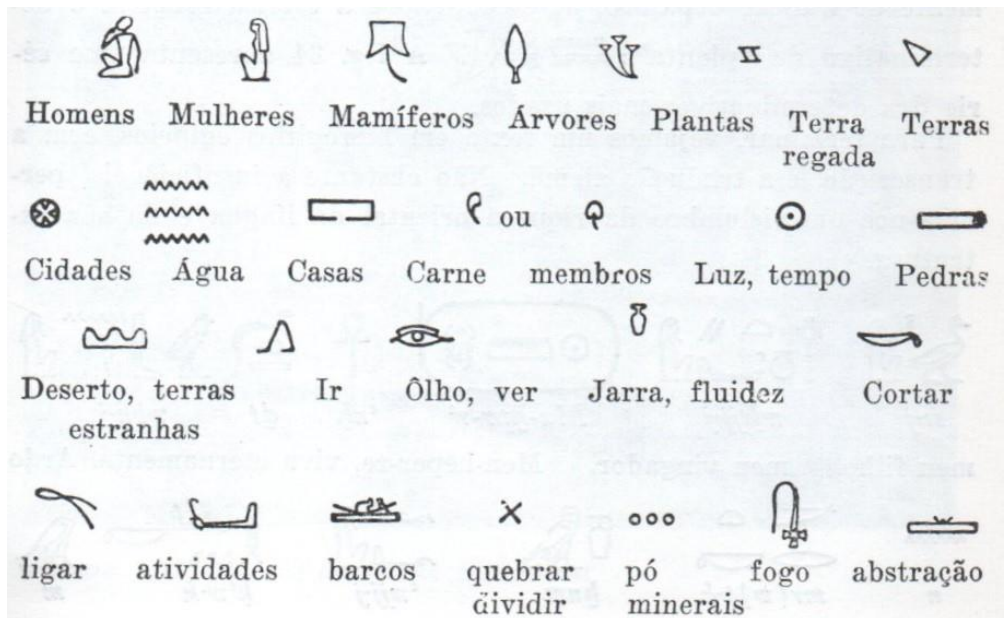 Homens Mulheres Mamíferos Árvores Plantas Terra Terras
regada
ou
Cidades Água Casas Carne membros Luz, tempo Pedras
Deserto, terras Ir Ôlho, ver Jarra, fluidez Cortar
estranhas
ligar atividades barcos quebrar pó fogo abstração
dividir minerais